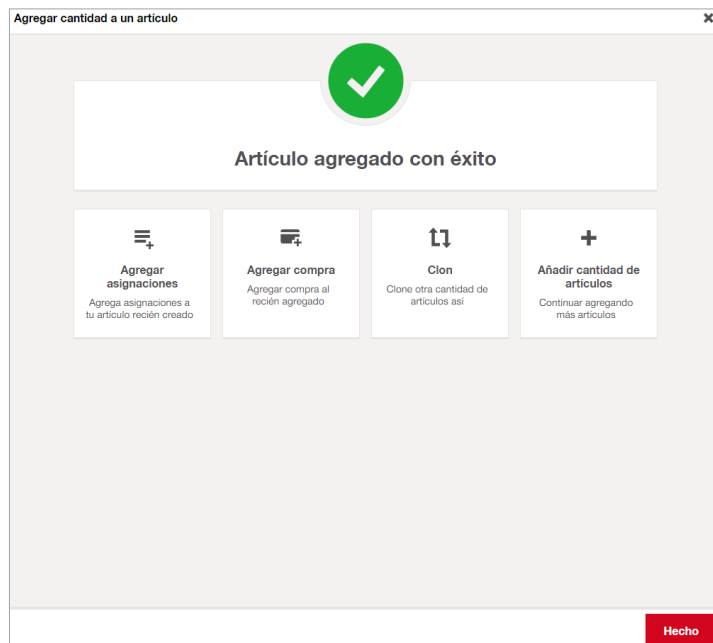 Agregar cantidad a un artículo
Artículo agregado con éxito
Agregar
asignaciones
Agrega asignaciones a
tu artículo recién creado
Agregar compra
Agregar compra al
recién agregado
Clon
Clone otra cantidad de
artículos así
Añadir cantidad de
artículos
Continuar agregando
más artículos
Hecho